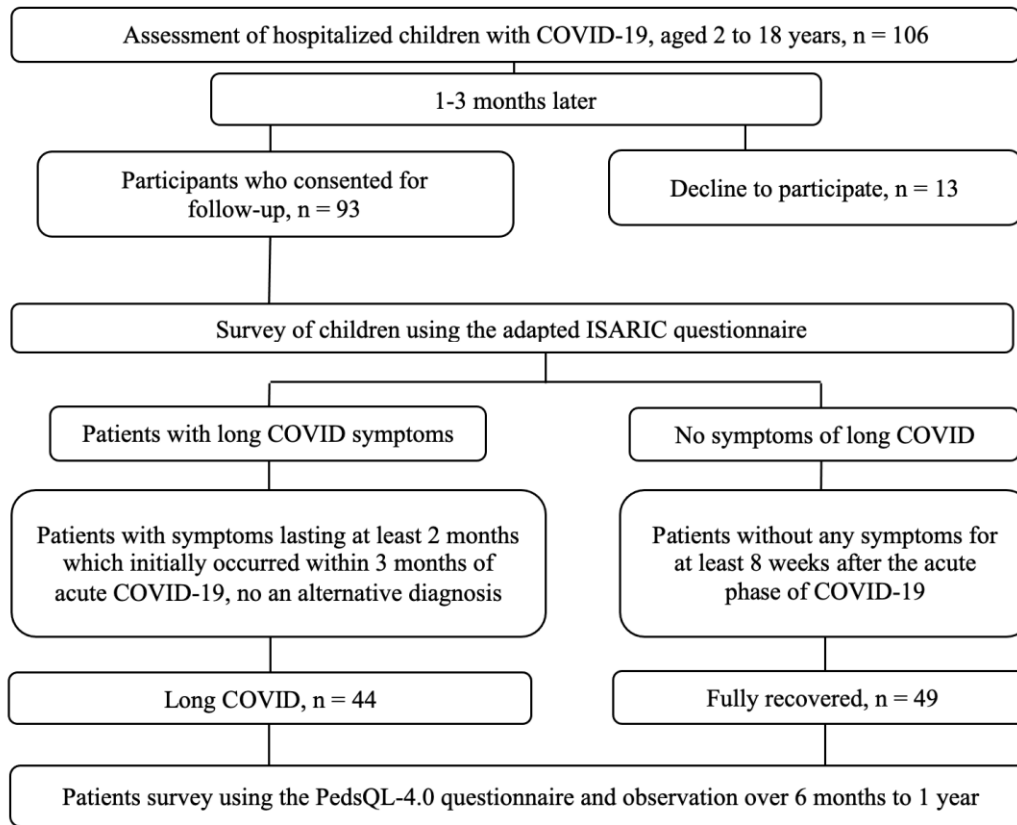 Assessment of hospitalized children with COVID-19, aged 2 to 18 years, n = 106
1-3 months later
Participants who consented for
follow-up, n = 93
Decline to participate, n = 13
Survey of children using the adapted ISARIC questionnaire
Patients with long COVID symptoms
No symptoms of long COVID
Patients with symptoms lasting at least 2 months
which initially occurred within 3 months of
acute COVID-19, no an alternative diagnosis
Patients without any symptoms for
at least 8 weeks after the acute
phase of COVID-19
Long COVID, n = 44
Fully recovered, n = 49
Patients survey using the PedsQL-4.0 questionnaire and observation over 6 months to 1 year